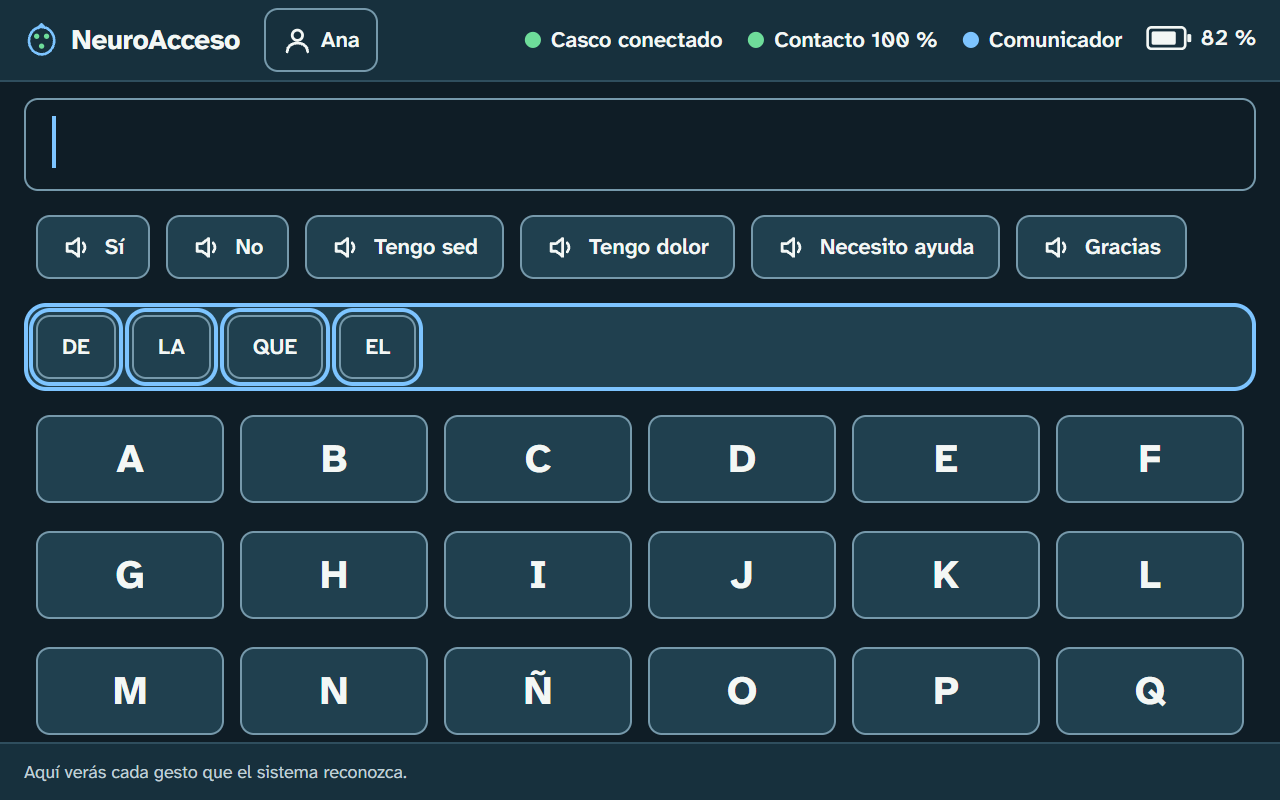 NeuroAcceso Ana Casco conectado Contacto 100 % Comunicador 82 %
Sí No Tengo sed Tengo dolor Necesito ayuda Gracias
DE LA QUE EL
A B C D E F
G H I J K L
M N Ñ O P Q
Aquí verás cada gesto que el sistema reconozca.